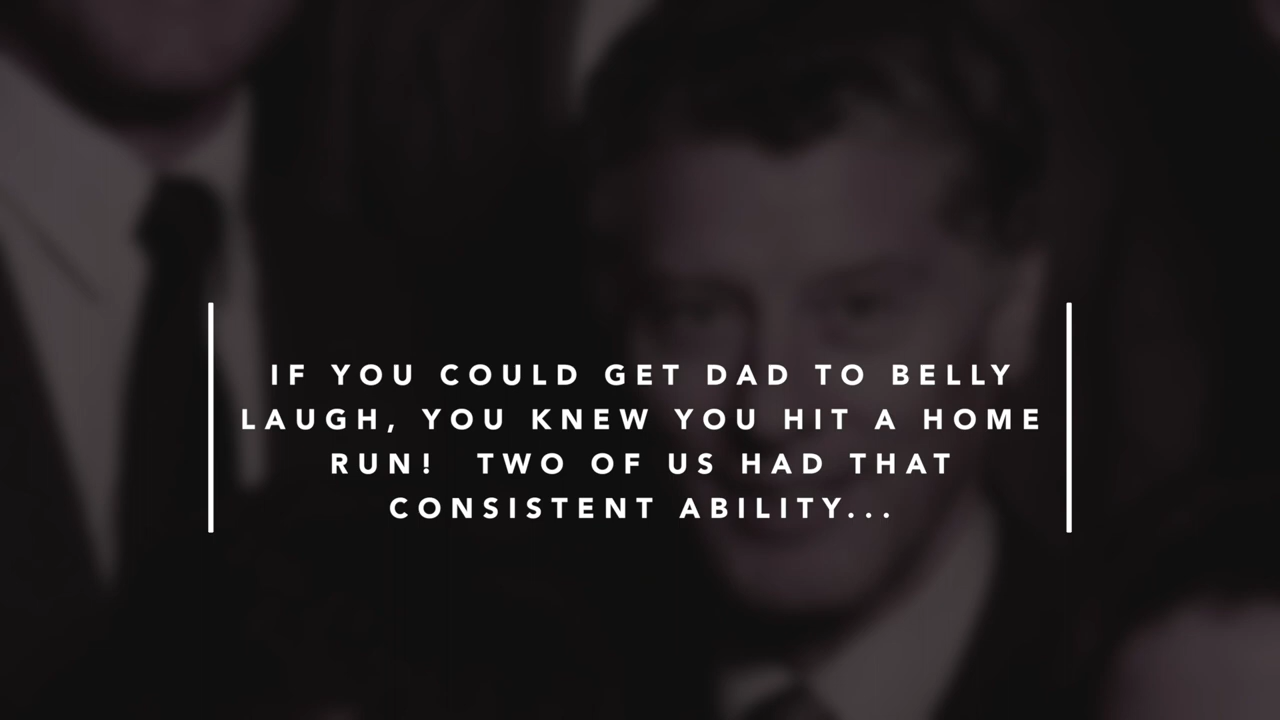 IF YOU COULD GET DAD TO BELLY
LAUGH, YOU KNEW YOU HIT A HOME
RUN!  TWO OF US HAD THAT
CONSISTENT ABILITY...